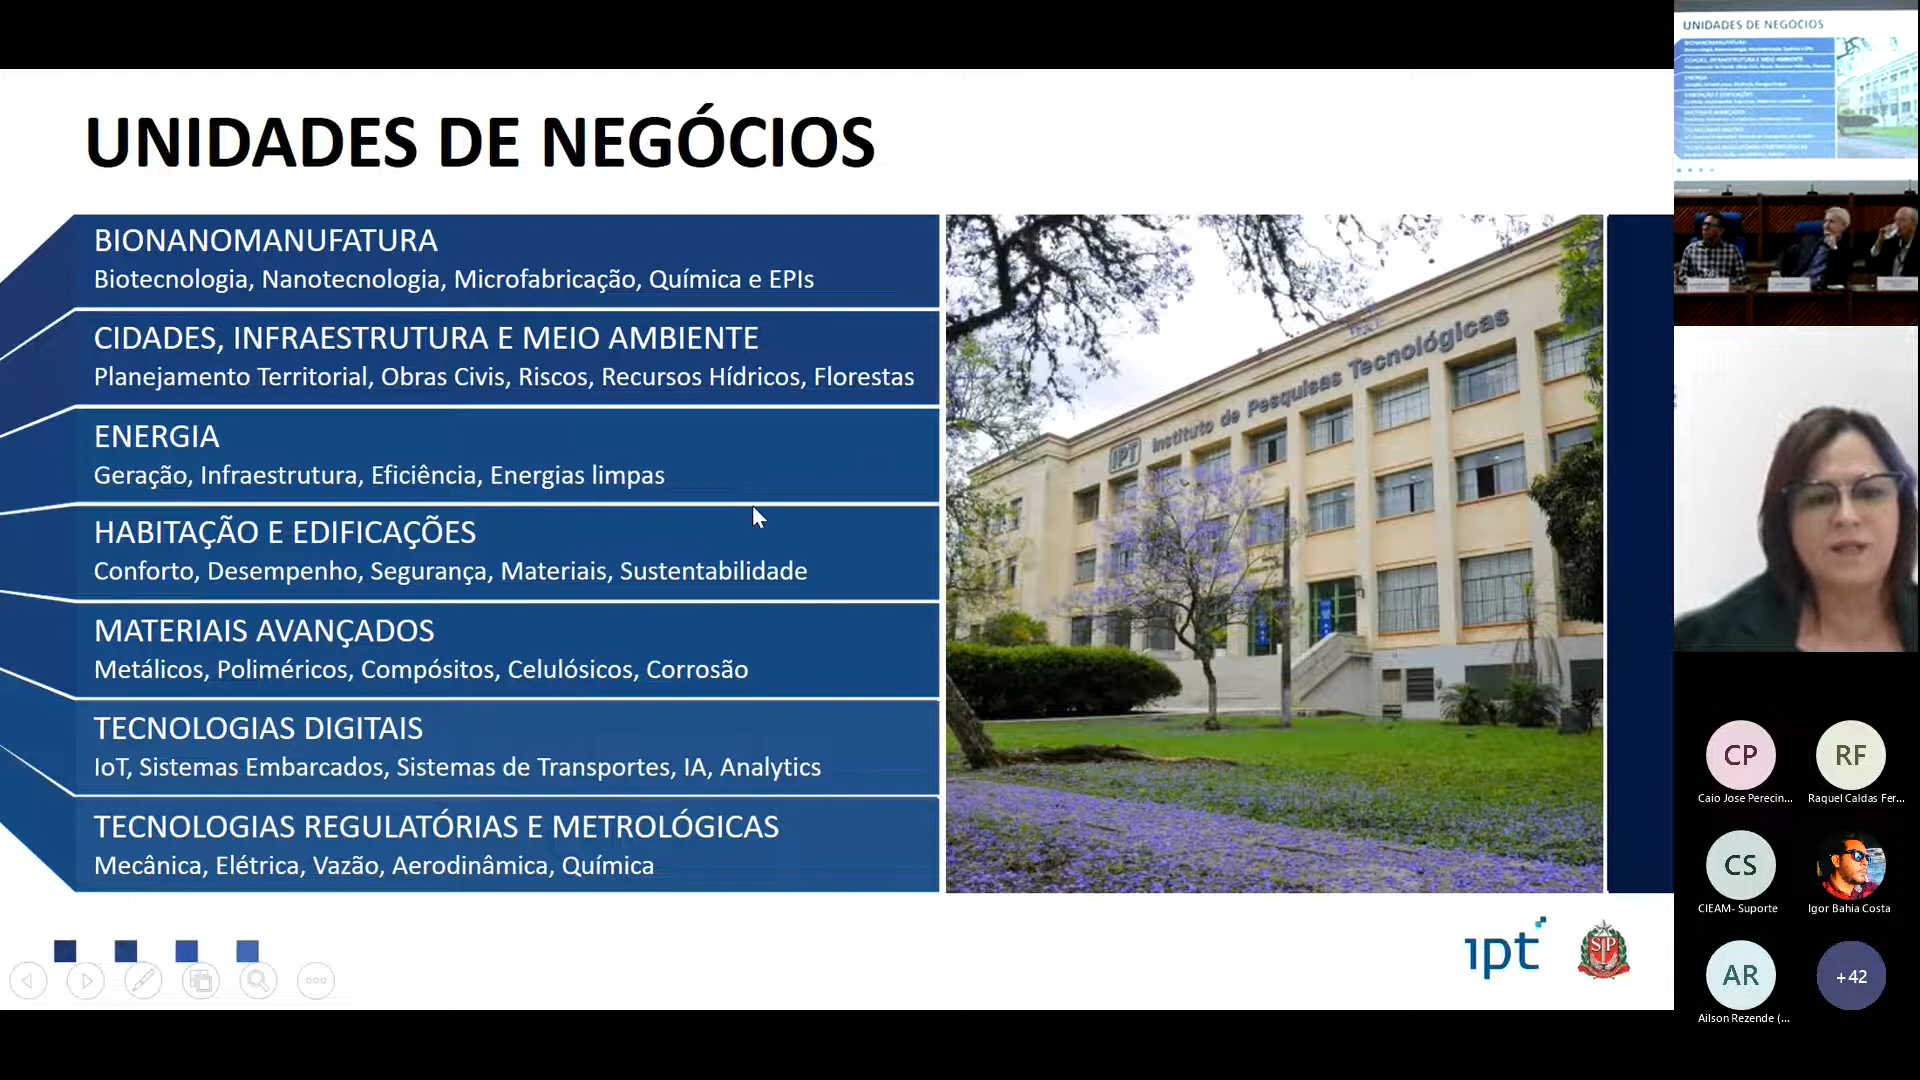 UNIDADES DE NEGÓCIOS
BIONANOMANUFATURA
Biotecnologia, Nanotecnologia, Microfabricação, Química e EPIs
CIDADES, INFRAESTRUTURA E MEIO AMBIENTE
Planejamento Territorial, Obras Civis, Riscos, Recursos Hídricos, Florestas
ENERGIA
Geração, Infraestrutura, Eficiência, Energias limpas
HABITAÇÃO E EDIFICAÇÕES
Conforto, Desempenho, Segurança, Materiais, Sustentabilidade
MATERIAIS AVANÇADOS
Metálicos, Poliméricos, Compósitos, Celulósicos, Corrosão
TECNOLOGIAS DIGITAIS
IoT, Sistemas Embarcados, Sistemas de Transportes, IA, Analytics
TECNOLOGIAS REGULATÓRIAS E METROLÓGICAS
Mecânica, Elétrica, Vazão, Aerodinâmica, Química
IPT Instituto de Pesquisas Tecnológicas
ipt
SP
UNIDADES DE NEGÓCIOS
CP
RF
Caio Jose Perecin...
Raquel Caldas Fer...
CS
CIEAM- Suporte
Igor Bahia Costa
AR
+42
Ailson Rezende (...